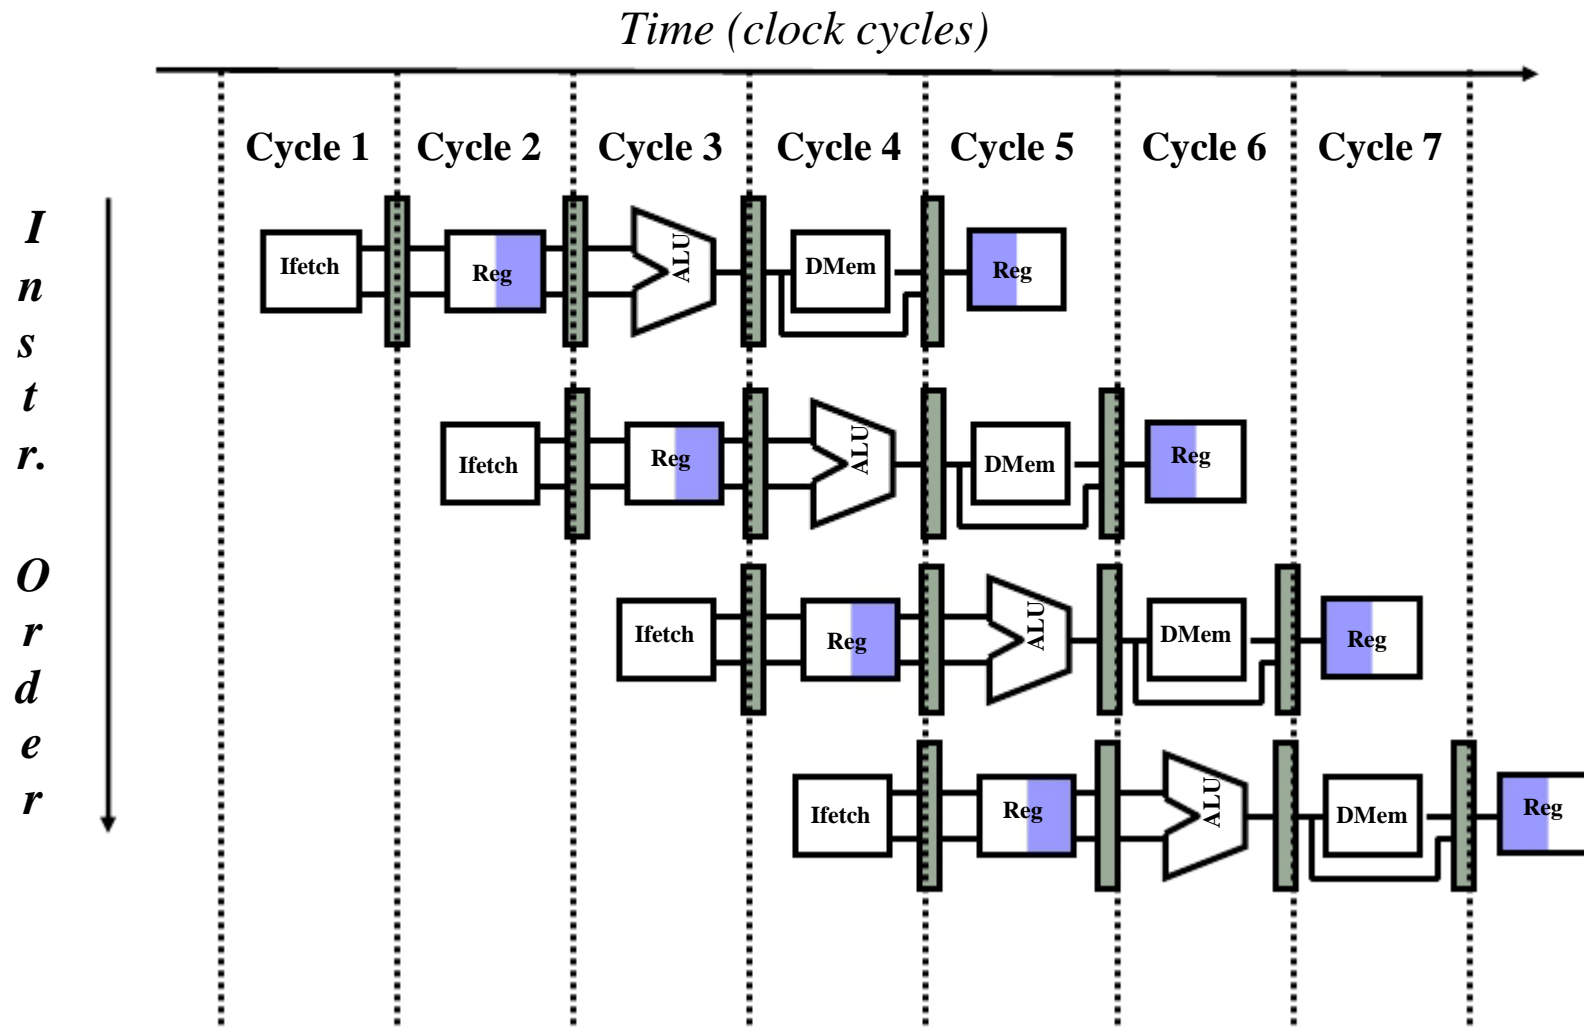 Time (clock cycles)
Cycle 1 Cycle 2 Cycle 3 Cycle 4 Cycle 5 Cycle 6 Cycle 7
I
n
s
t
r.
O
r
d
e
r
Ifetch Reg ALU DMem Reg
Ifetch Reg ALU DMem Reg
Ifetch Reg ALU DMem Reg
Ifetch Reg ALU DMem Reg